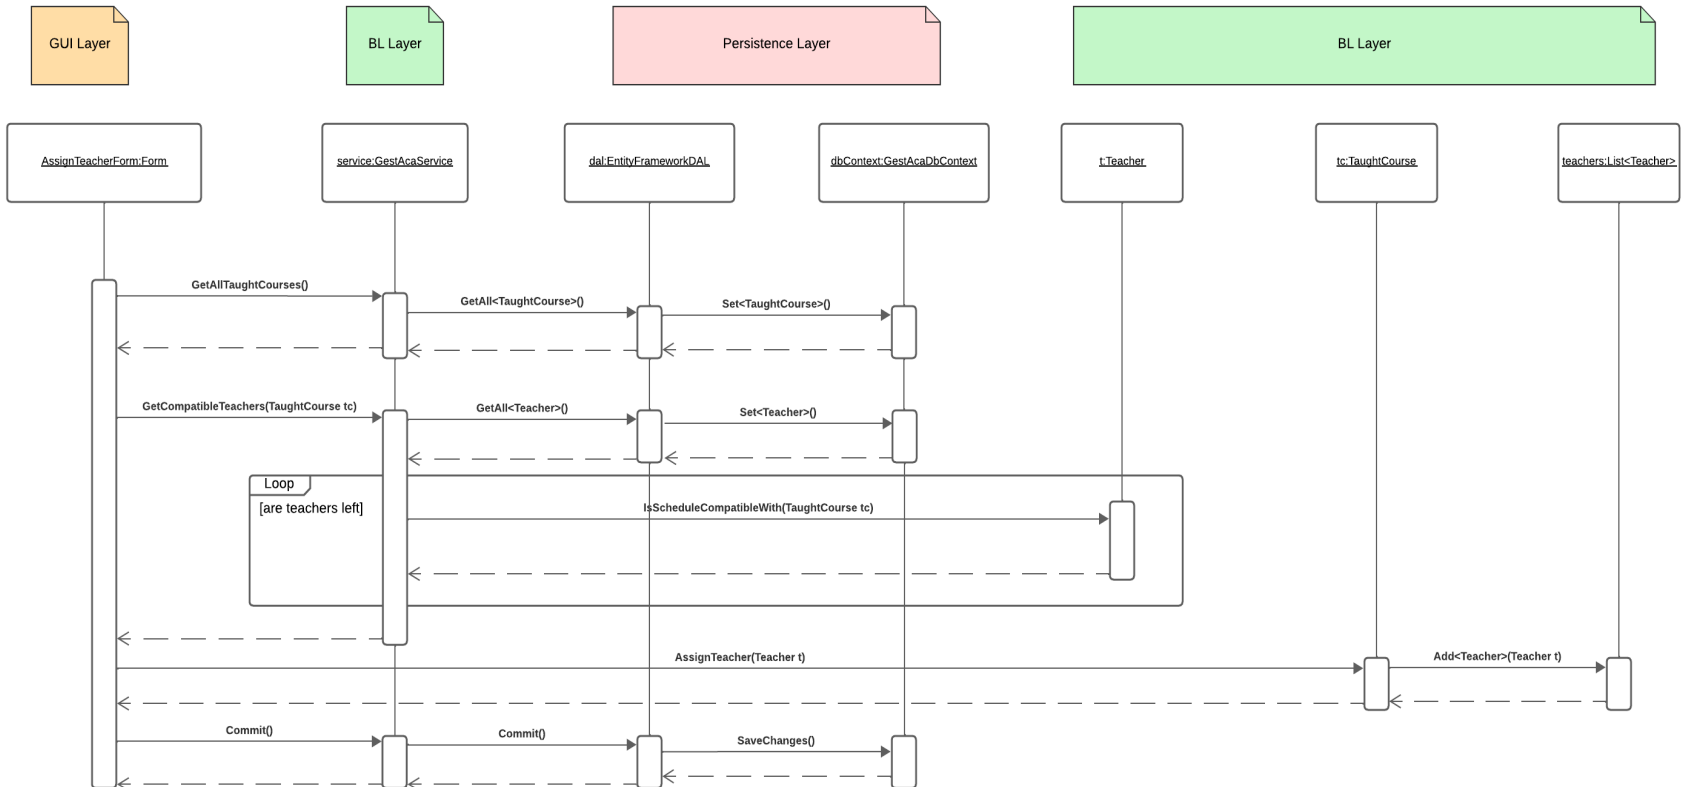 GUI Layer
BL Layer
Persistence Layer
BL Layer
AssignTeacherForm:Form
service:GestAcaService
dal:EntityFrameworkDAL
dbContext:GestAcaDbContext
t:Teacher
tc:TaughtCourse
teachers:List<Teacher>
GetAllTaughtCourses()
GetAll<TaughtCourse>()
Set<TaughtCourse>()
GetCompatibleTeachers(TaughtCourse tc)
GetAll<Teacher>()
Set<Teacher>()
Loop
[are teachers left]
IsScheduleCompatibleWith(TaughtCourse tc)
AssignTeacher(Teacher t)
Add<Teacher>(Teacher t)
Commit()
Commit()
SaveChanges()